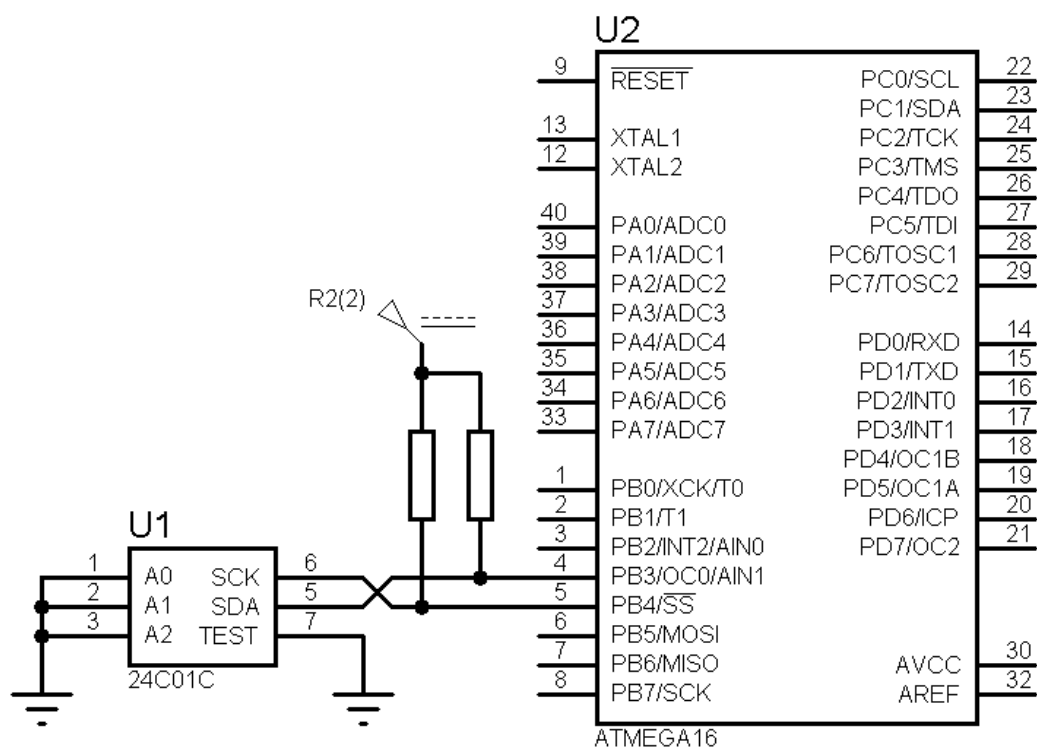 U2
9 RESET PC0/SCL 22
PC1/SDA 23
13 XTAL1 PC2/TCK 24
12 XTAL2 PC3/TMS 25
PC4/TDO 26
40 PA0/ADC0 PC5/TDI 27
39 PA1/ADC1 PC6/TOSC1 28
38 PA2/ADC2 PC7/TOSC2 29
R2(2)
37 PA3/ADC3
36 PA4/ADC4 PD0/RXD 14
35 PA5/ADC5 PD1/TXD 15
34 PA6/ADC6 PD2/INT0 16
33 PA7/ADC7 PD3/INT1 17
PD4/OC1B 18
1 PB0/XCK/T0 PD5/OC1A 19
2 PB1/T1 PD6/ICP 20
3 PB2/INT2/AIN0 PD7/OC2 21
4 PB3/OC0/AIN1
5 PB4/SS
6 PB5/MOSI
7 PB6/MISO AVCC 30
8 PB7/SCK AREF 32
ATMEGA16
U1
1 A0 SCK 6
2 A1 SDA 5
3 A2 TEST 7
24C01C